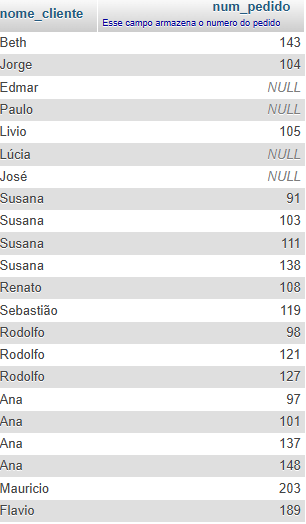 nome_cliente num_pedido
Esse campo armazena o numero do pedido
Beth 143
Jorge 104
Edmar NULL
Paulo NULL
Livio 105
Lúcia NULL
José NULL
Susana 91
Susana 103
Susana 111
Susana 138
Renato 108
Sebastião 119
Rodolfo 98
Rodolfo 121
Rodolfo 127
Ana 97
Ana 101
Ana 137
Ana 148
Mauricio 203
Flavio 189